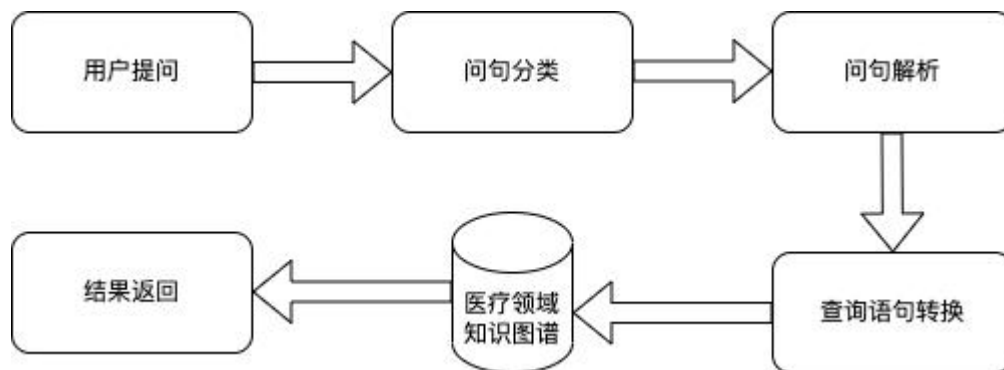 用户提问
问句分类
问句解析
结果返回
医疗领域
知识图谱
查询语句转换